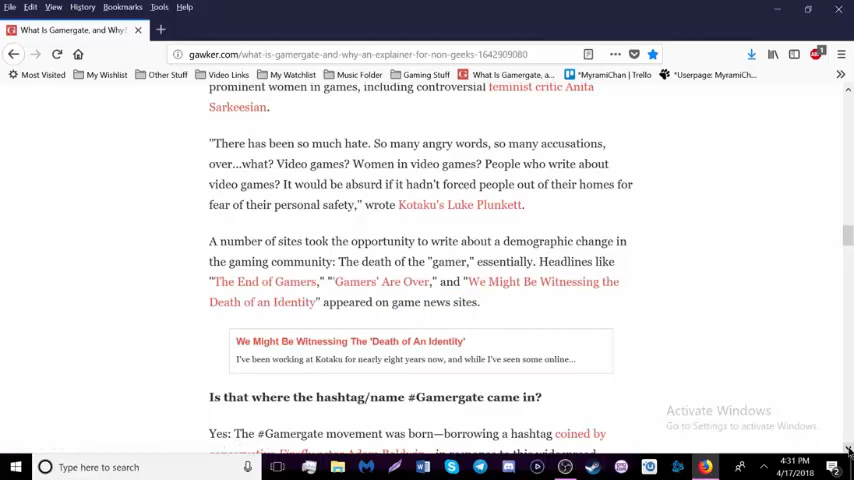 File Edit View History Bookmarks Tools Help
What Is Gamergate, and Why?
gawker.com/what-is-gamergate-and-why-an-explainer-for-non-geeks-1642909080
Most Visited My Wishlist Other Stuff Video Links My Watchlist Music Folder Gaming Stuff What Is Gamergate, a... *MyramiChan | Trello *Userpage: MyramiCh...
prominent women in games, including controversial feminist critic Anita
Sarkeesian.
"There has been so much hate. So many angry words, so many accusations,
over...what? Video games? Women in video games? People who write about
video games? It would be absurd if it hadn't forced people out of their homes for
fear of their personal safety," wrote Kotaku's Luke Plunkett.
A number of sites took the opportunity to write about a demographic change in
the gaming community: The death of the "gamer," essentially. Headlines like
"The End of Gamers," "'Gamers' Are Over," and "We Might Be Witnessing the
Death of an Identity" appeared on game news sites.
We Might Be Witnessing The 'Death of An Identity'
I've been working at Kotaku for nearly eight years now, and while I've seen some online...
Is that where the hashtag/name #Gamergate came in?
Yes: The #Gamergate movement was born—borrowing a hashtag coined by
conservative Firefly actor Adam Baldwin—in response to this widespread
Activate Windows
Go to Settings to activate Windows.
Type here to search
4:31 PM
4/17/2018
2